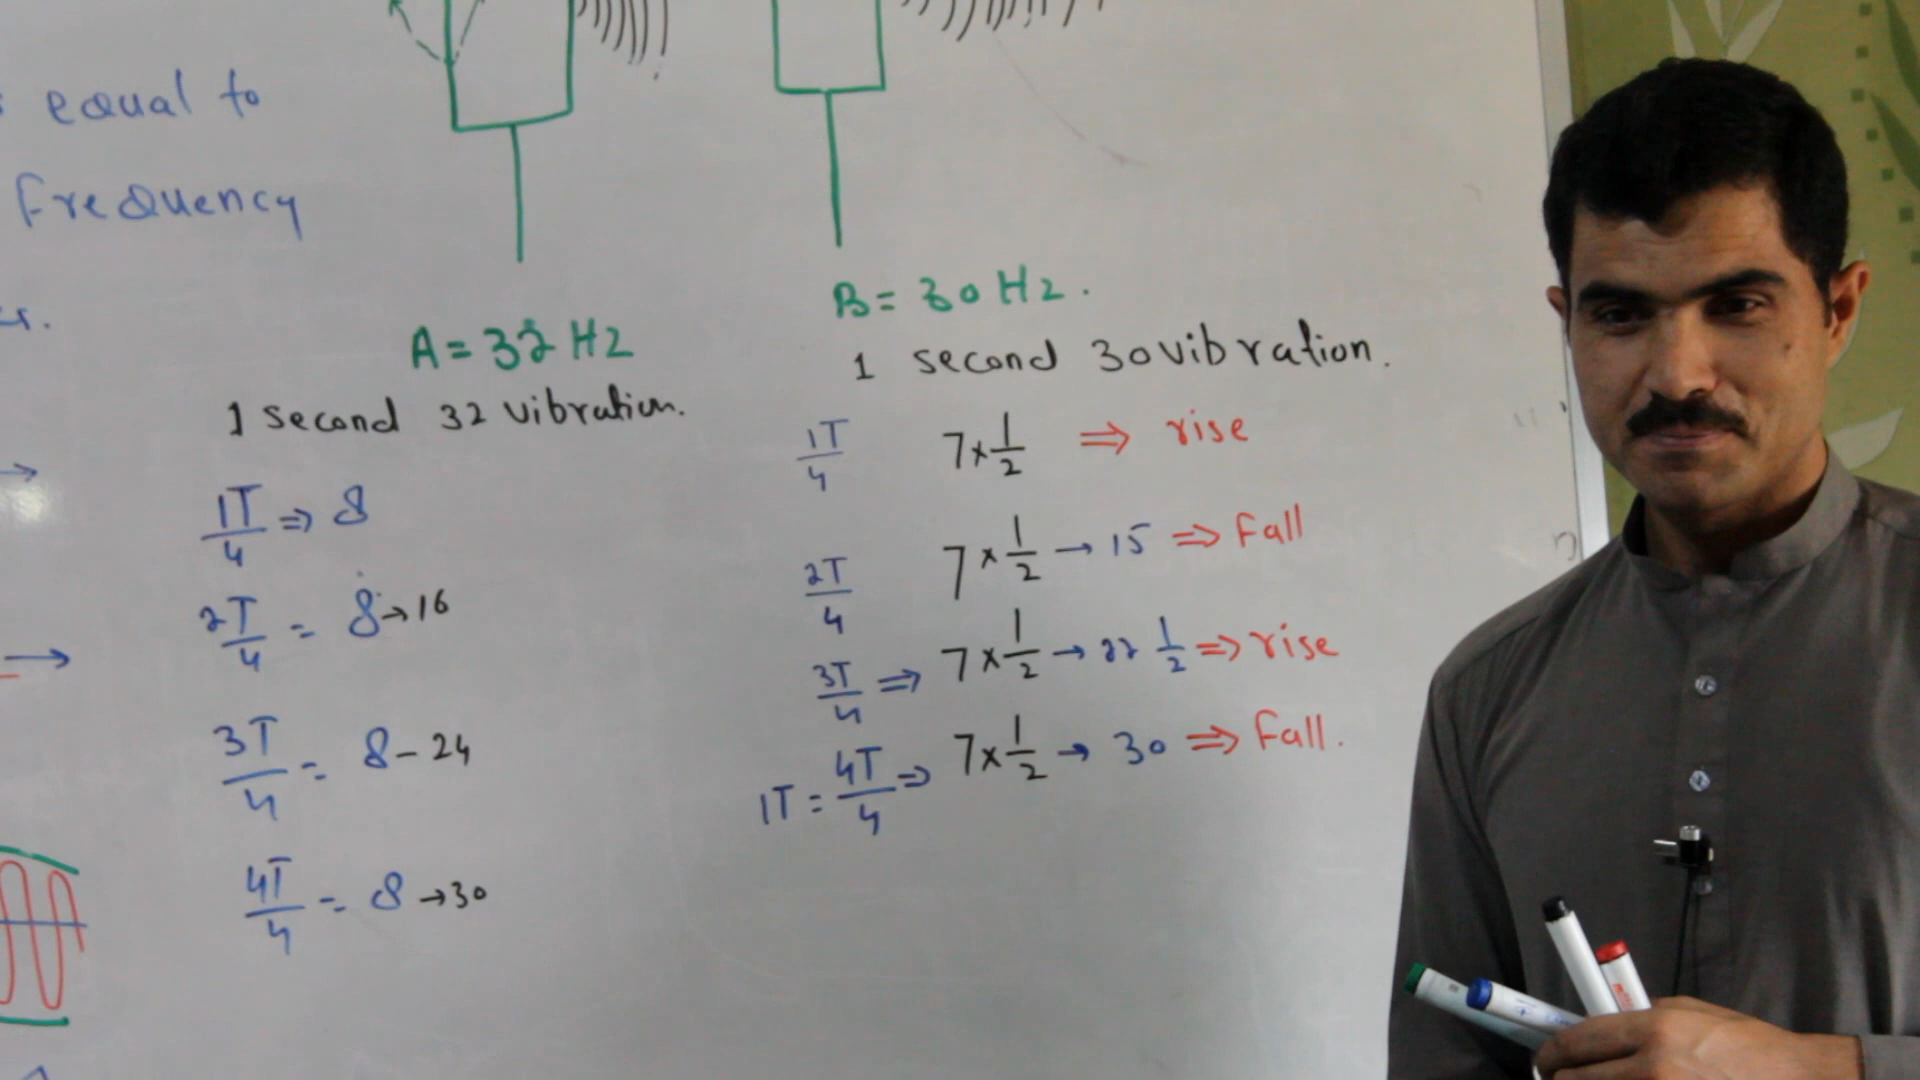 equal to
Frequency
A = 32 HZ
1 second 32 vibration.
1T/4 ⇒ 8
2T/4 = 8 → 16
3T/4 = 8 - 24
4T/4 = 8 → 30
B = 30 HZ.
1 second 30 vibration.
1T/4 7×1/2 ⇒ rise
2T/4 7×1/2 → 15 ⇒ Fall
3T/4 ⇒ 7×1/2 → 22 1/2 ⇒ rise
1T = 4T/4 ⇒ 7×1/2 → 30 ⇒ Fall.